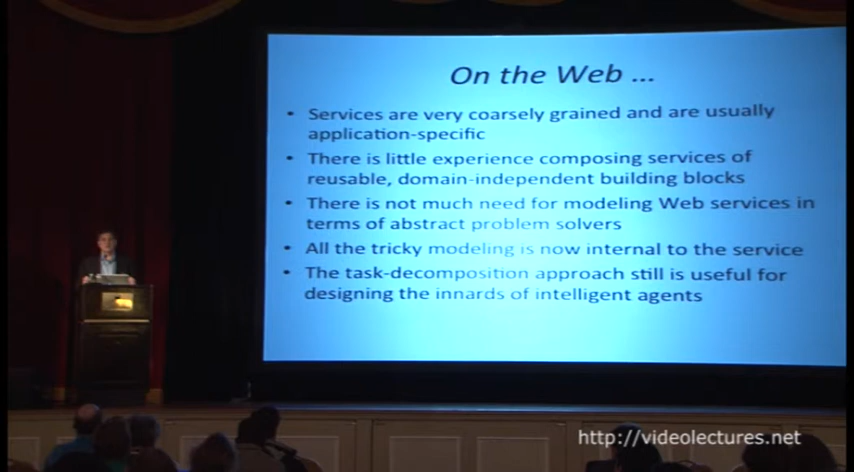 On the Web ...
• Services are very coarsely grained and are usually
application-specific
• There is little experience composing services of
reusable, domain-independent building blocks
• There is not much need for modeling Web services in
terms of abstract problem solvers
• All the tricky modeling is now internal to the service
• The task-decomposition approach still is useful for
designing the innards of intelligent agents
http://videolectures.net